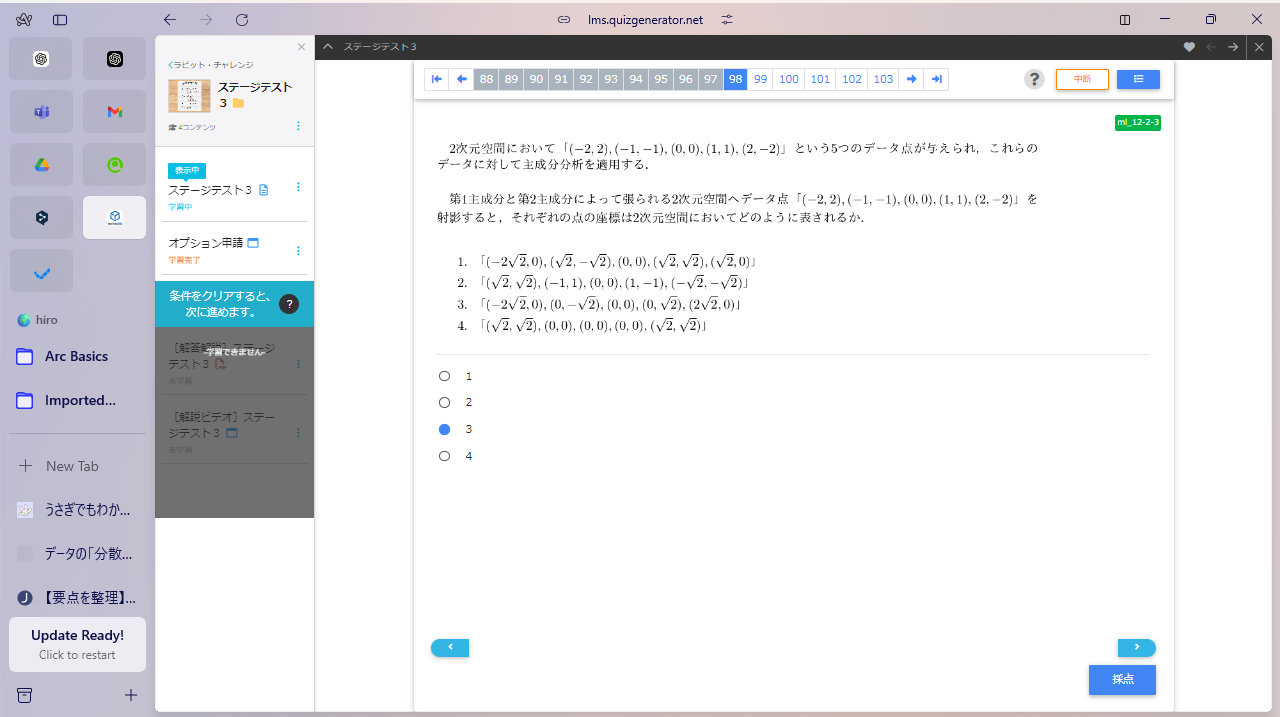 lms.quizgenerator.net
hiro
Arc Basics
Imported...
New Tab
うさぎでもわか...
データの「分散...
【要点を整理】...
Update Ready!
Click to restart
ラビット・チャレンジ
ステージテスト
3
4コンテンツ
表示中
ステージテスト3
学習中
オプション申請
学習完了
条件をクリアすると、
次に進めます。
?
［解答解説］ステージ
テスト3
-学習できません-
未学習
［解説ビデオ］ステー
ジテスト3
未学習
ステージテスト3
88 89 90 91 92 93 94 95 96 97 98 99 100 101 102 103
?
中断
ml_12-2-3
2次元空間において「(−2, 2), (−1, −1), (0, 0), (1, 1), (2, −2)」という5つのデータ点が与えられ，これらの
データに対して主成分分析を適用する．
第1主成分と第2主成分によって張られる2次元空間へデータ点「(−2, 2), (−1, −1), (0, 0), (1, 1), (2, −2)」を
射影すると，それぞれの点の座標は2次元空間においてどのように表されるか．
1. 「(−2√2, 0), (√2, −√2), (0, 0), (√2, √2), (√2, 0)」
2. 「(√2, √2), (−1, 1), (0, 0), (1, −1), (−√2, −√2)」
3. 「(−2√2, 0), (0, −√2), (0, 0), (0, √2), (2√2, 0)」
4. 「(√2, √2), (0, 0), (0, 0), (0, 0), (√2, √2)」
1
2
3
4
採点